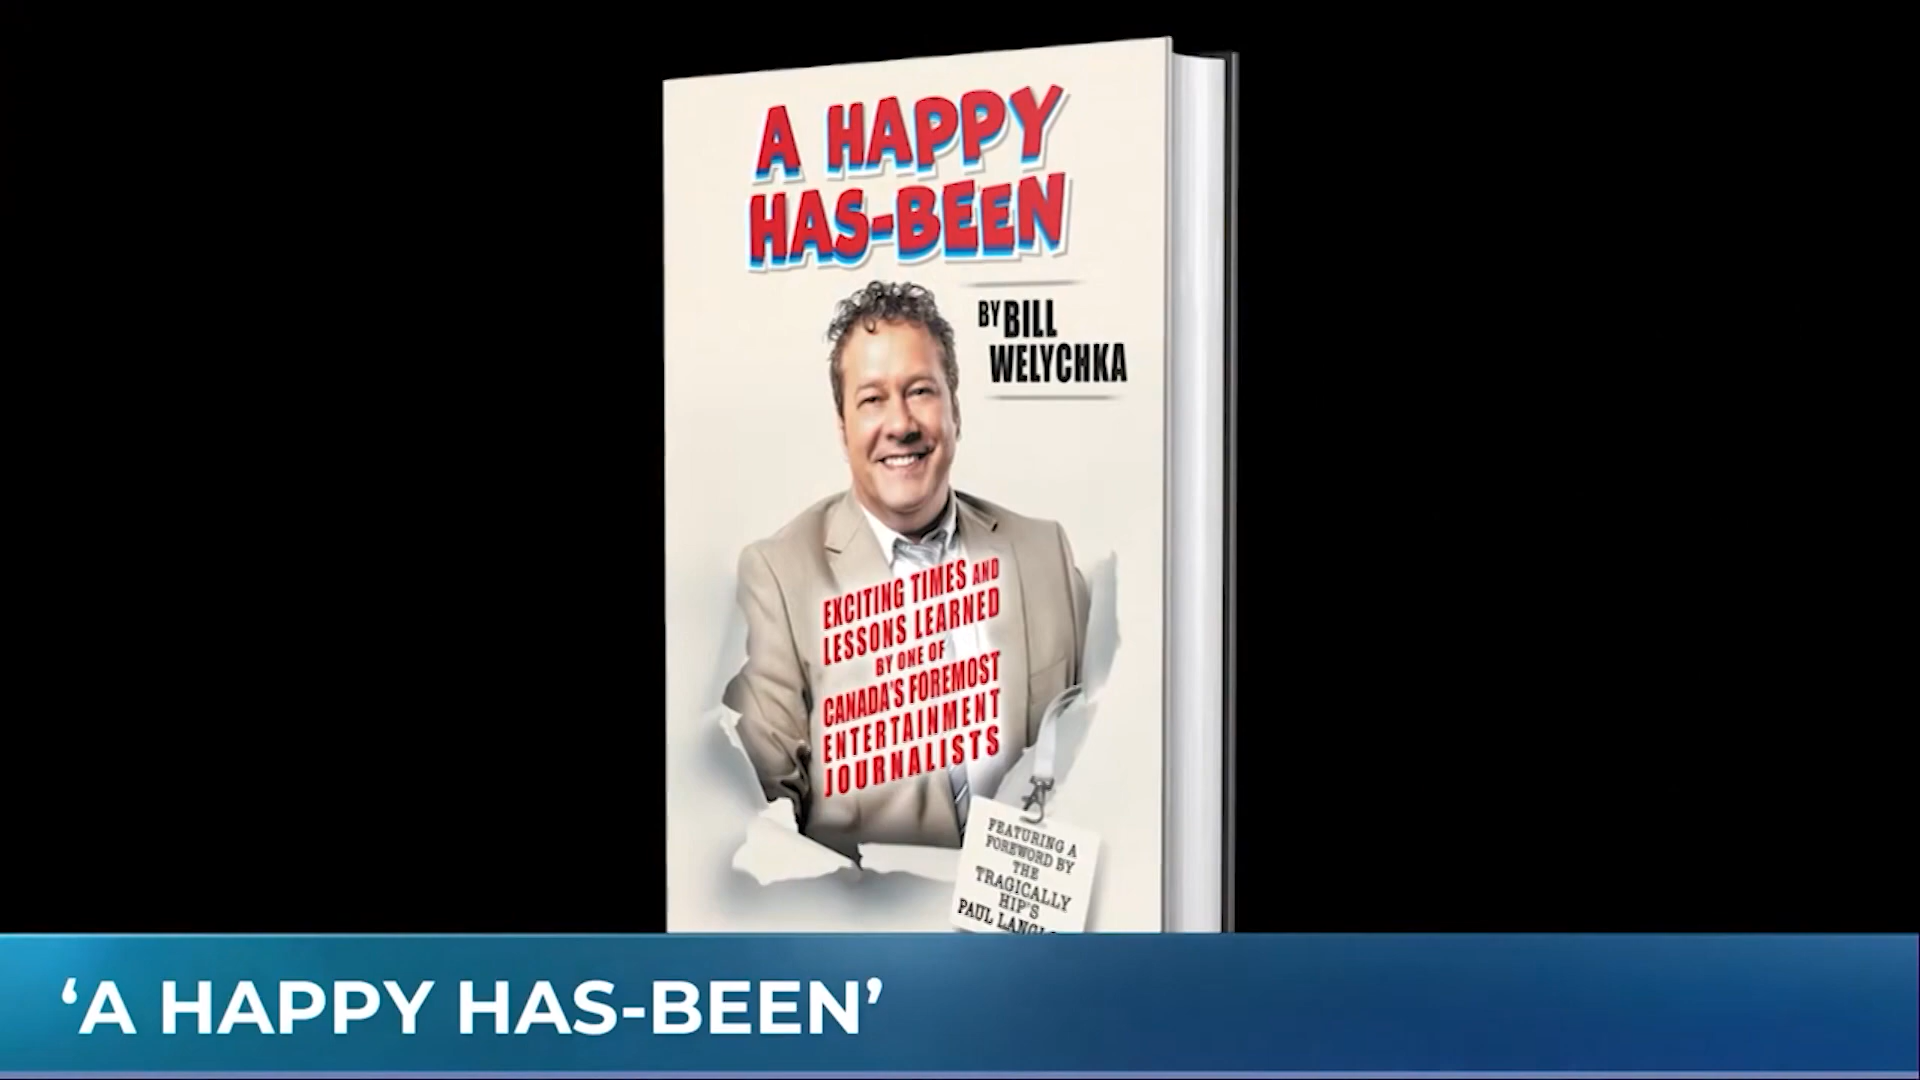 A HAPPY
HAS-BEEN
BY BILL
WELYCHKA
EXCITING TIMES AND
LESSONS LEARNED
BY ONE OF
CANADA'S FOREMOST
ENTERTAINMENT
JOURNALISTS
FEATURING A
FOREWORD BY
THE
TRAGICALLY
HIP'S
PAUL
‘A HAPPY HAS-BEEN’